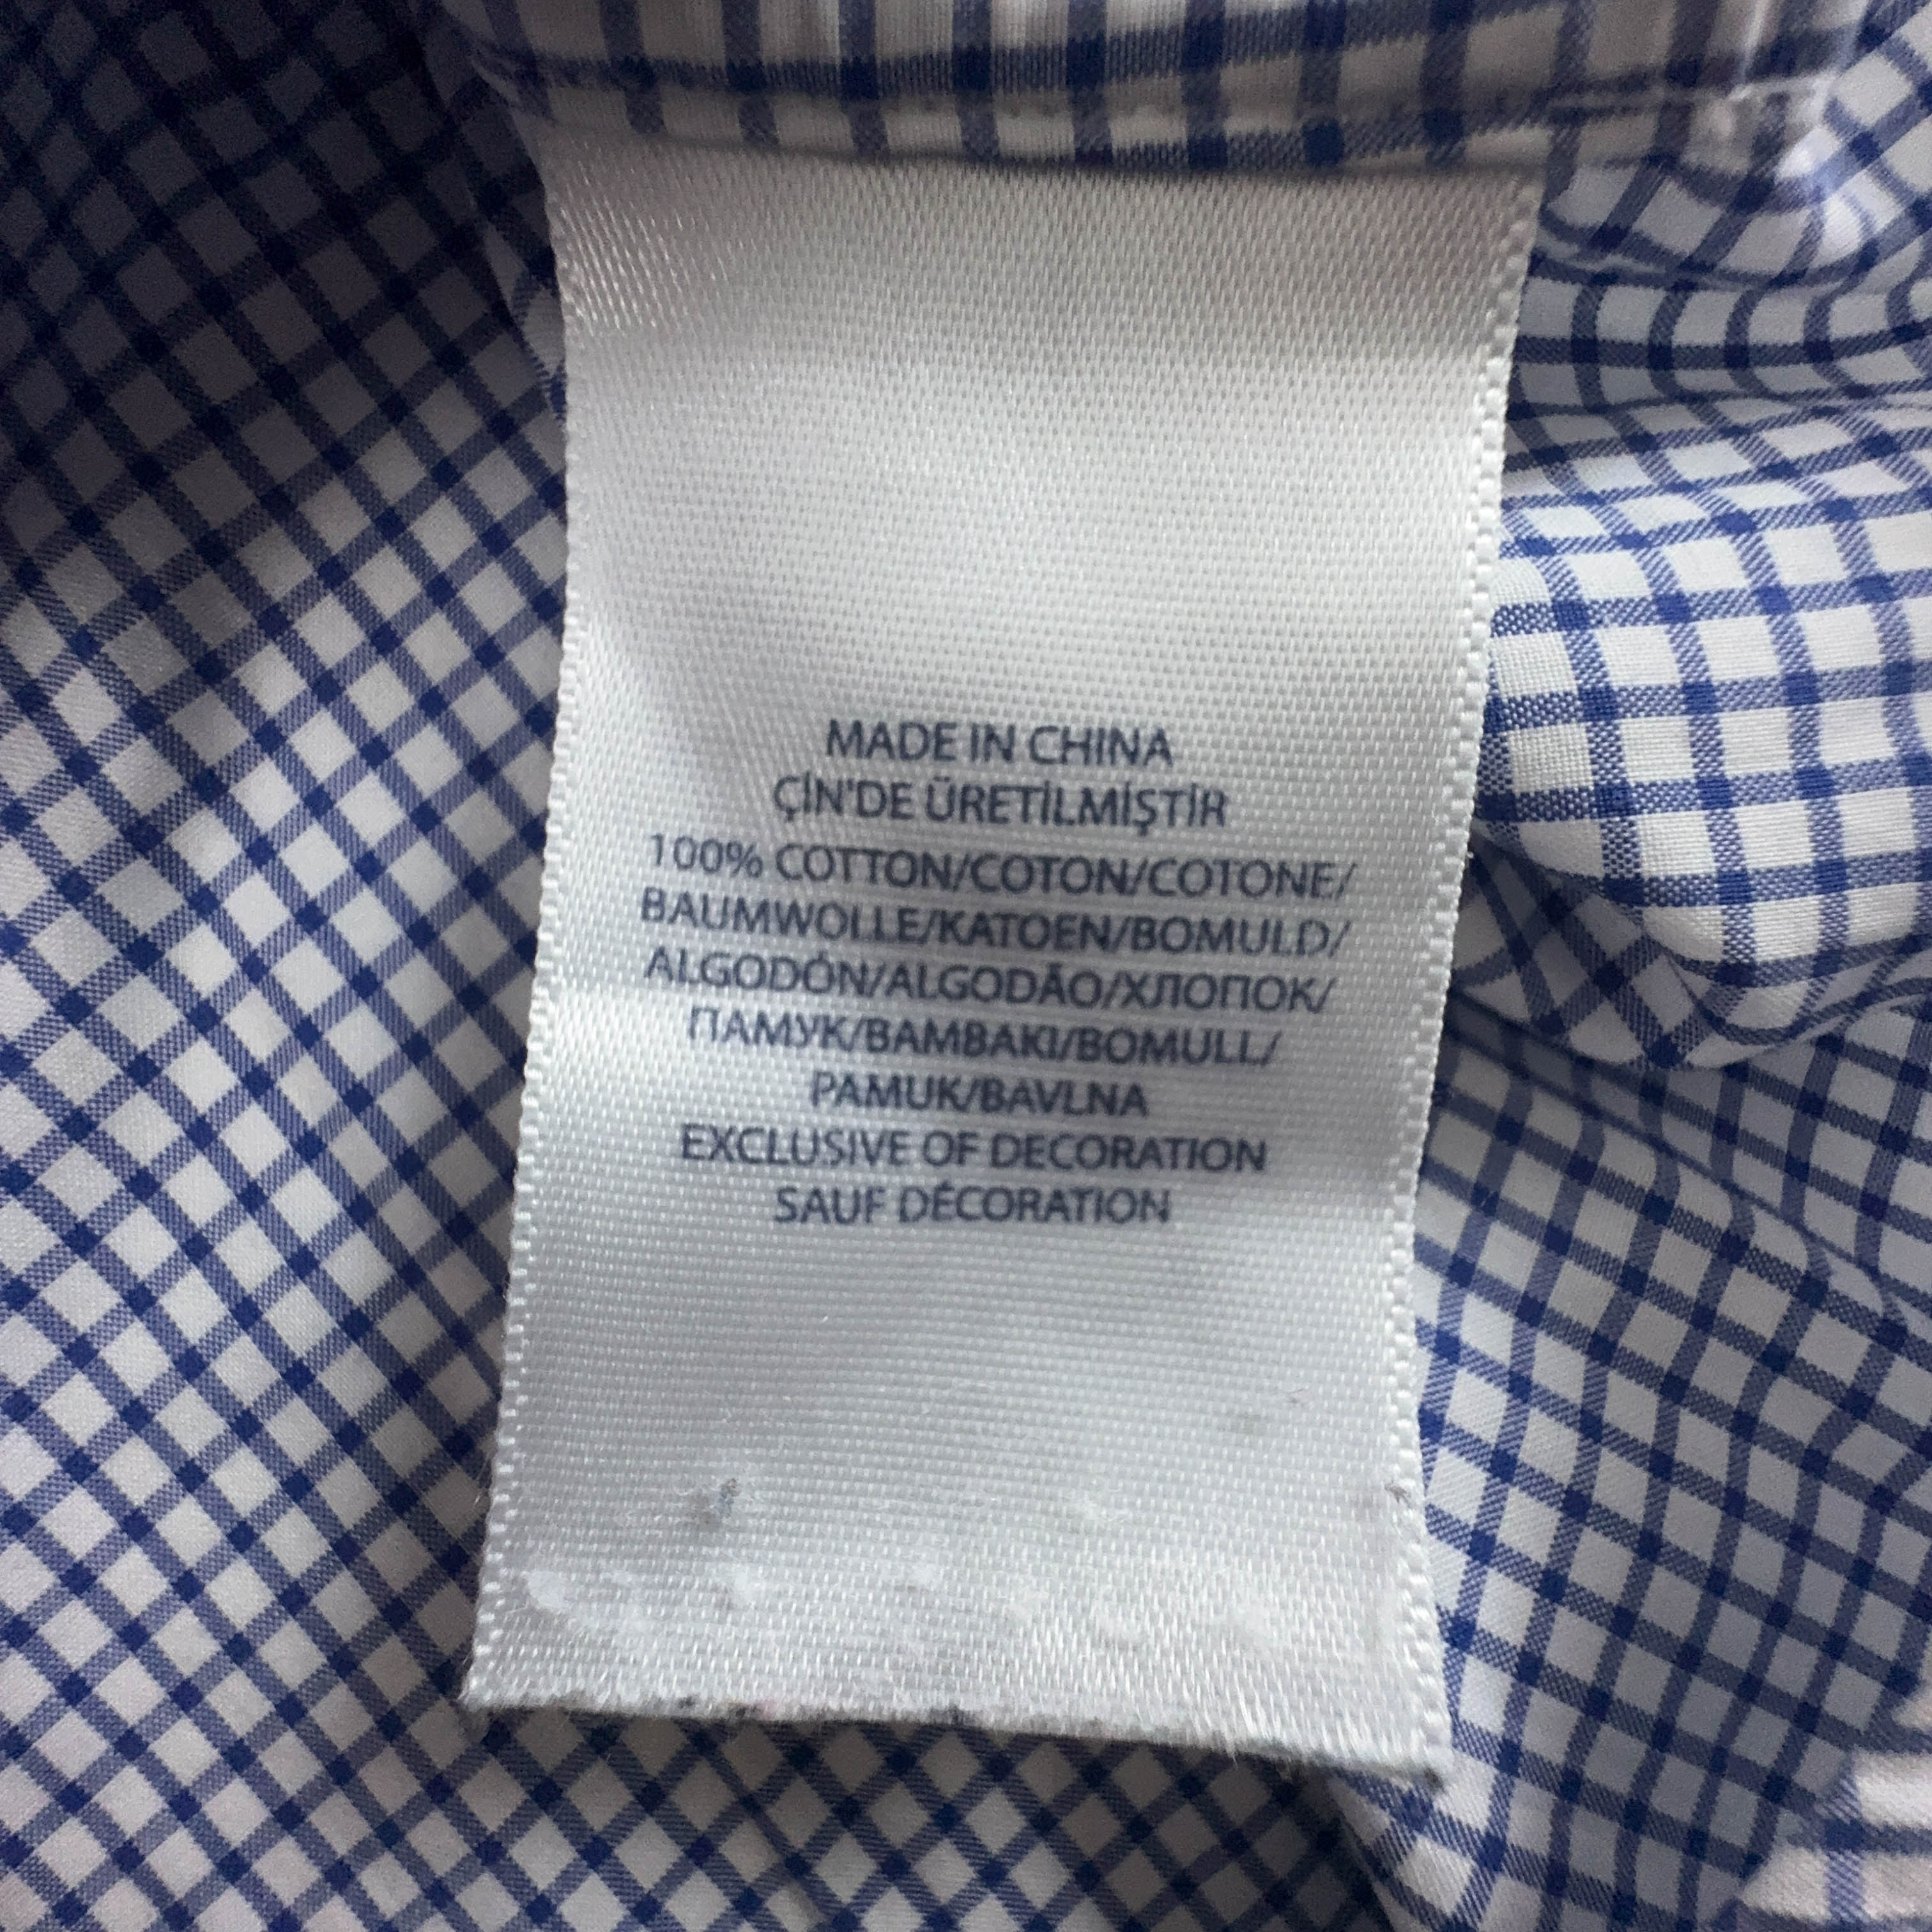 MADE IN CHINA
ÇİN'DE ÜRETİLMİŞTİR
100% COTTON/COTON/COTONE/
BAUMWOLLE/KATOEN/BOMULD/
ALGODÓN/ALGODÃO/ХЛОПОК/
ПАМУК/ΒΑΜΒΑΚΙ/BOMULL/
PAMUK/BAVLNA
EXCLUSIVE OF DECORATION
SAUF DÉCORATION